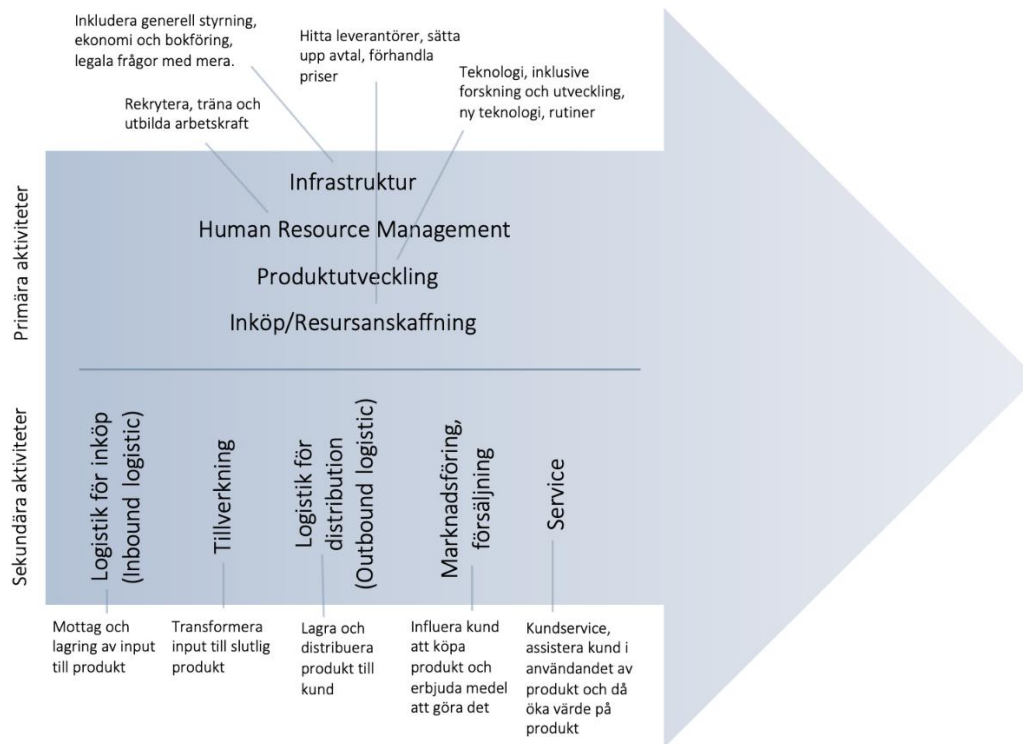 Inkludera generell styrning,
ekonomi och bokföring,
legala frågor med mera.
Hitta leverantörer, sätta
upp avtal, förhandla
priser
Teknologi, inklusive
forskning och utveckling,
ny teknologi, rutiner
Rekrytera, träna och
utbilda arbetskraft
Primära aktiviteter
Infrastruktur
Human Resource Management
Produktutveckling
Inköp/Resursanskaffning
Sekundära aktiviteter
Logistik för inköp
(Inbound logistic)
Tillverkning
Logistik för
distribution
(Outbound logistic)
Marknadsföring,
försäljning
Service
Mottag och
lagring av input
till produkt
Transformera
input till slutlig
produkt
Lagra och
distribuera
produkt till
kund
Influera kund
att köpa
produkt och
erbjuda medel
att göra det
Kundservice,
assistera kund i
användandet av
produkt och då
öka värde på
produkt